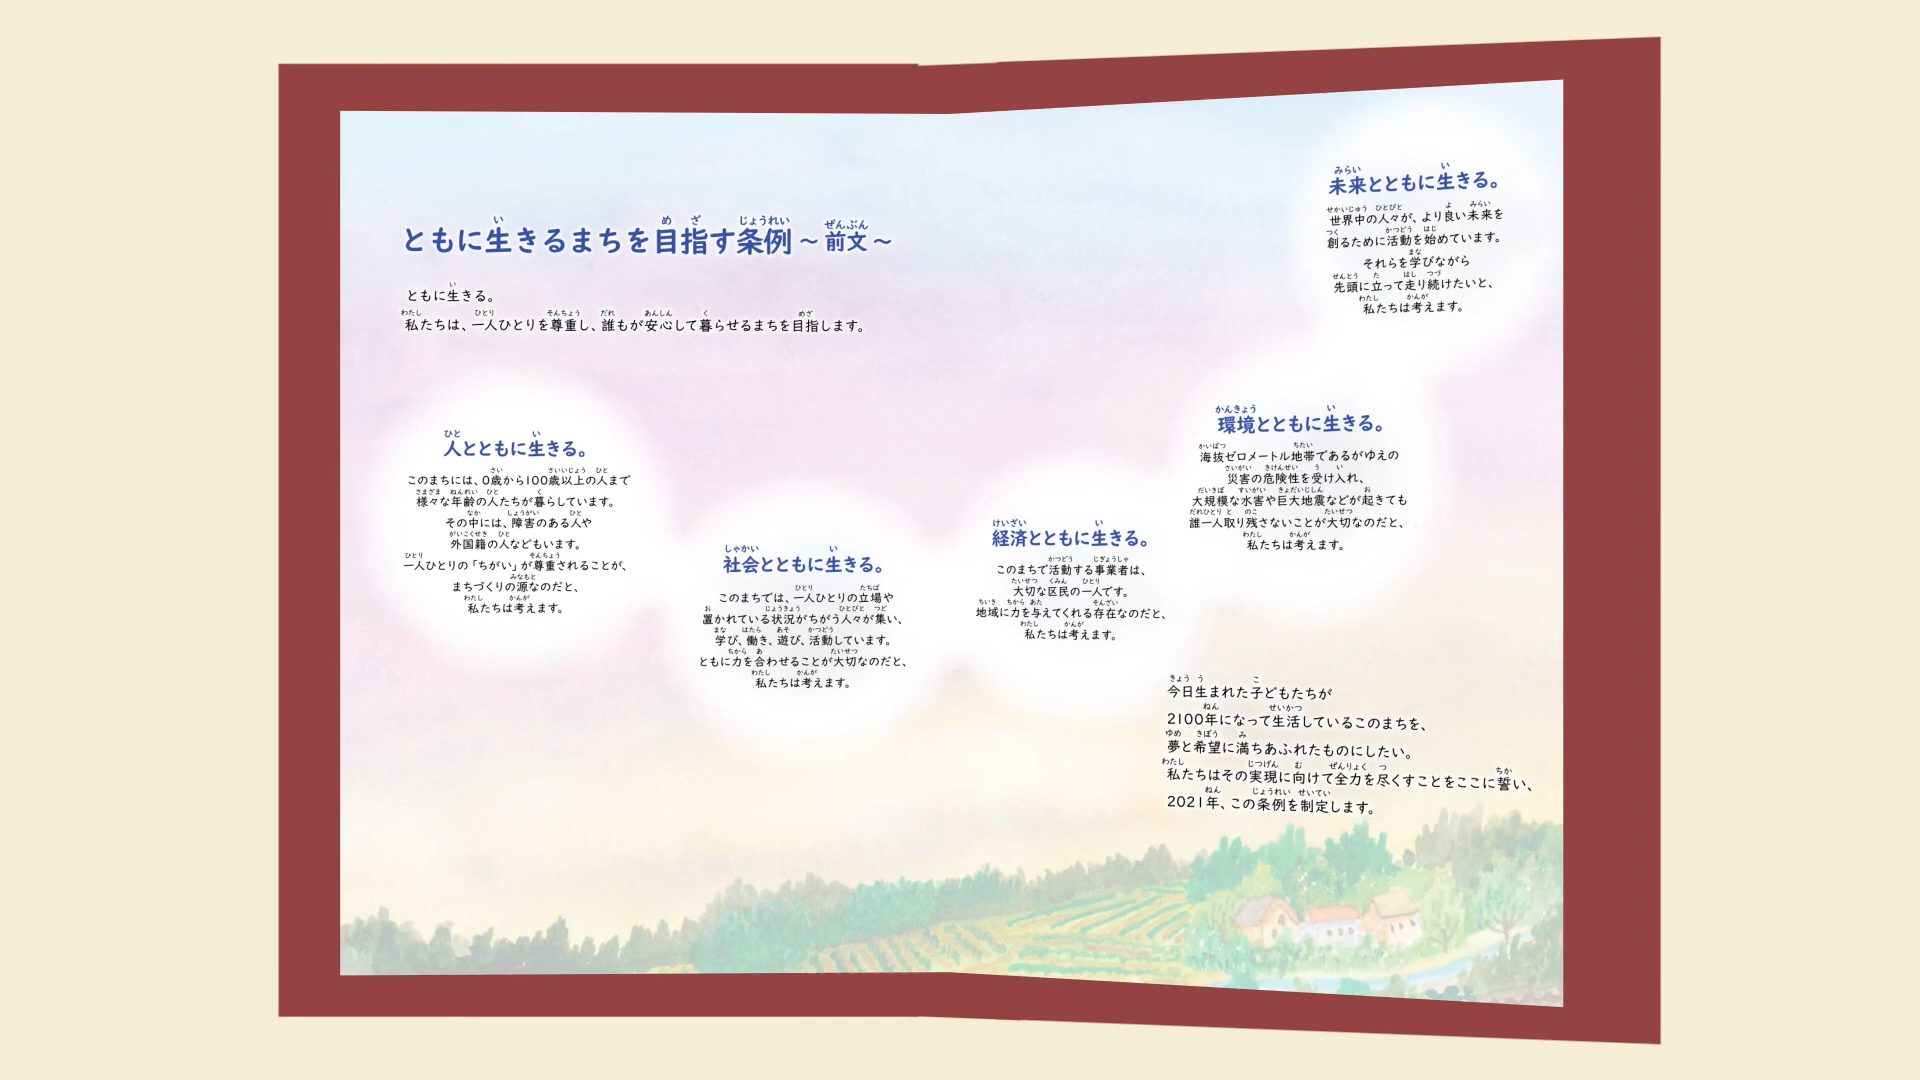 ともに生きるまちを目指す条例 ～ 前文 ～
ともに生きる。
私たちは、一人ひとりを尊重し、誰もが安心して暮らせるまちを目指します。
人とともに生きる。
このまちには、0歳から100歳以上の人まで
様々な年齢の人たちが暮らしています。
その中には、障害のある人や
外国籍の人などもいます。
一人ひとりの「ちがい」が尊重されることが、
まちづくりの源なのだと、
私たちは考えます。
社会とともに生きる。
このまちでは、一人ひとりの立場や
置かれている状況がちがう人々が集い、
学び、働き、遊び、活動しています。
ともに力を合わせることが大切なのだと、
私たちは考えます。
経済とともに生きる。
このまちで活動する事業者は、
大切な区民の一人です。
地域に力を与えてくれる存在なのだと、
私たちは考えます。
環境とともに生きる。
海抜ゼロメートル地帯であるがゆえの
災害の危険性を受け入れ、
大規模な水害や巨大地震などが起きても
誰一人取り残さないことが大切なのだと、
私たちは考えます。
未来とともに生きる。
世界中の人々が、より良い未来を
創るために活動を始めています。
それらを学びながら
先頭に立って走り続けたいと、
私たちは考えます。
今日生まれた子どもたちが
2100年になって生活しているこのまちを、
夢と希望に満ちあふれたものにしたい。
私たちはその実現に向けて全力を尽くすことをここに誓い、
2021年、この条例を制定します。